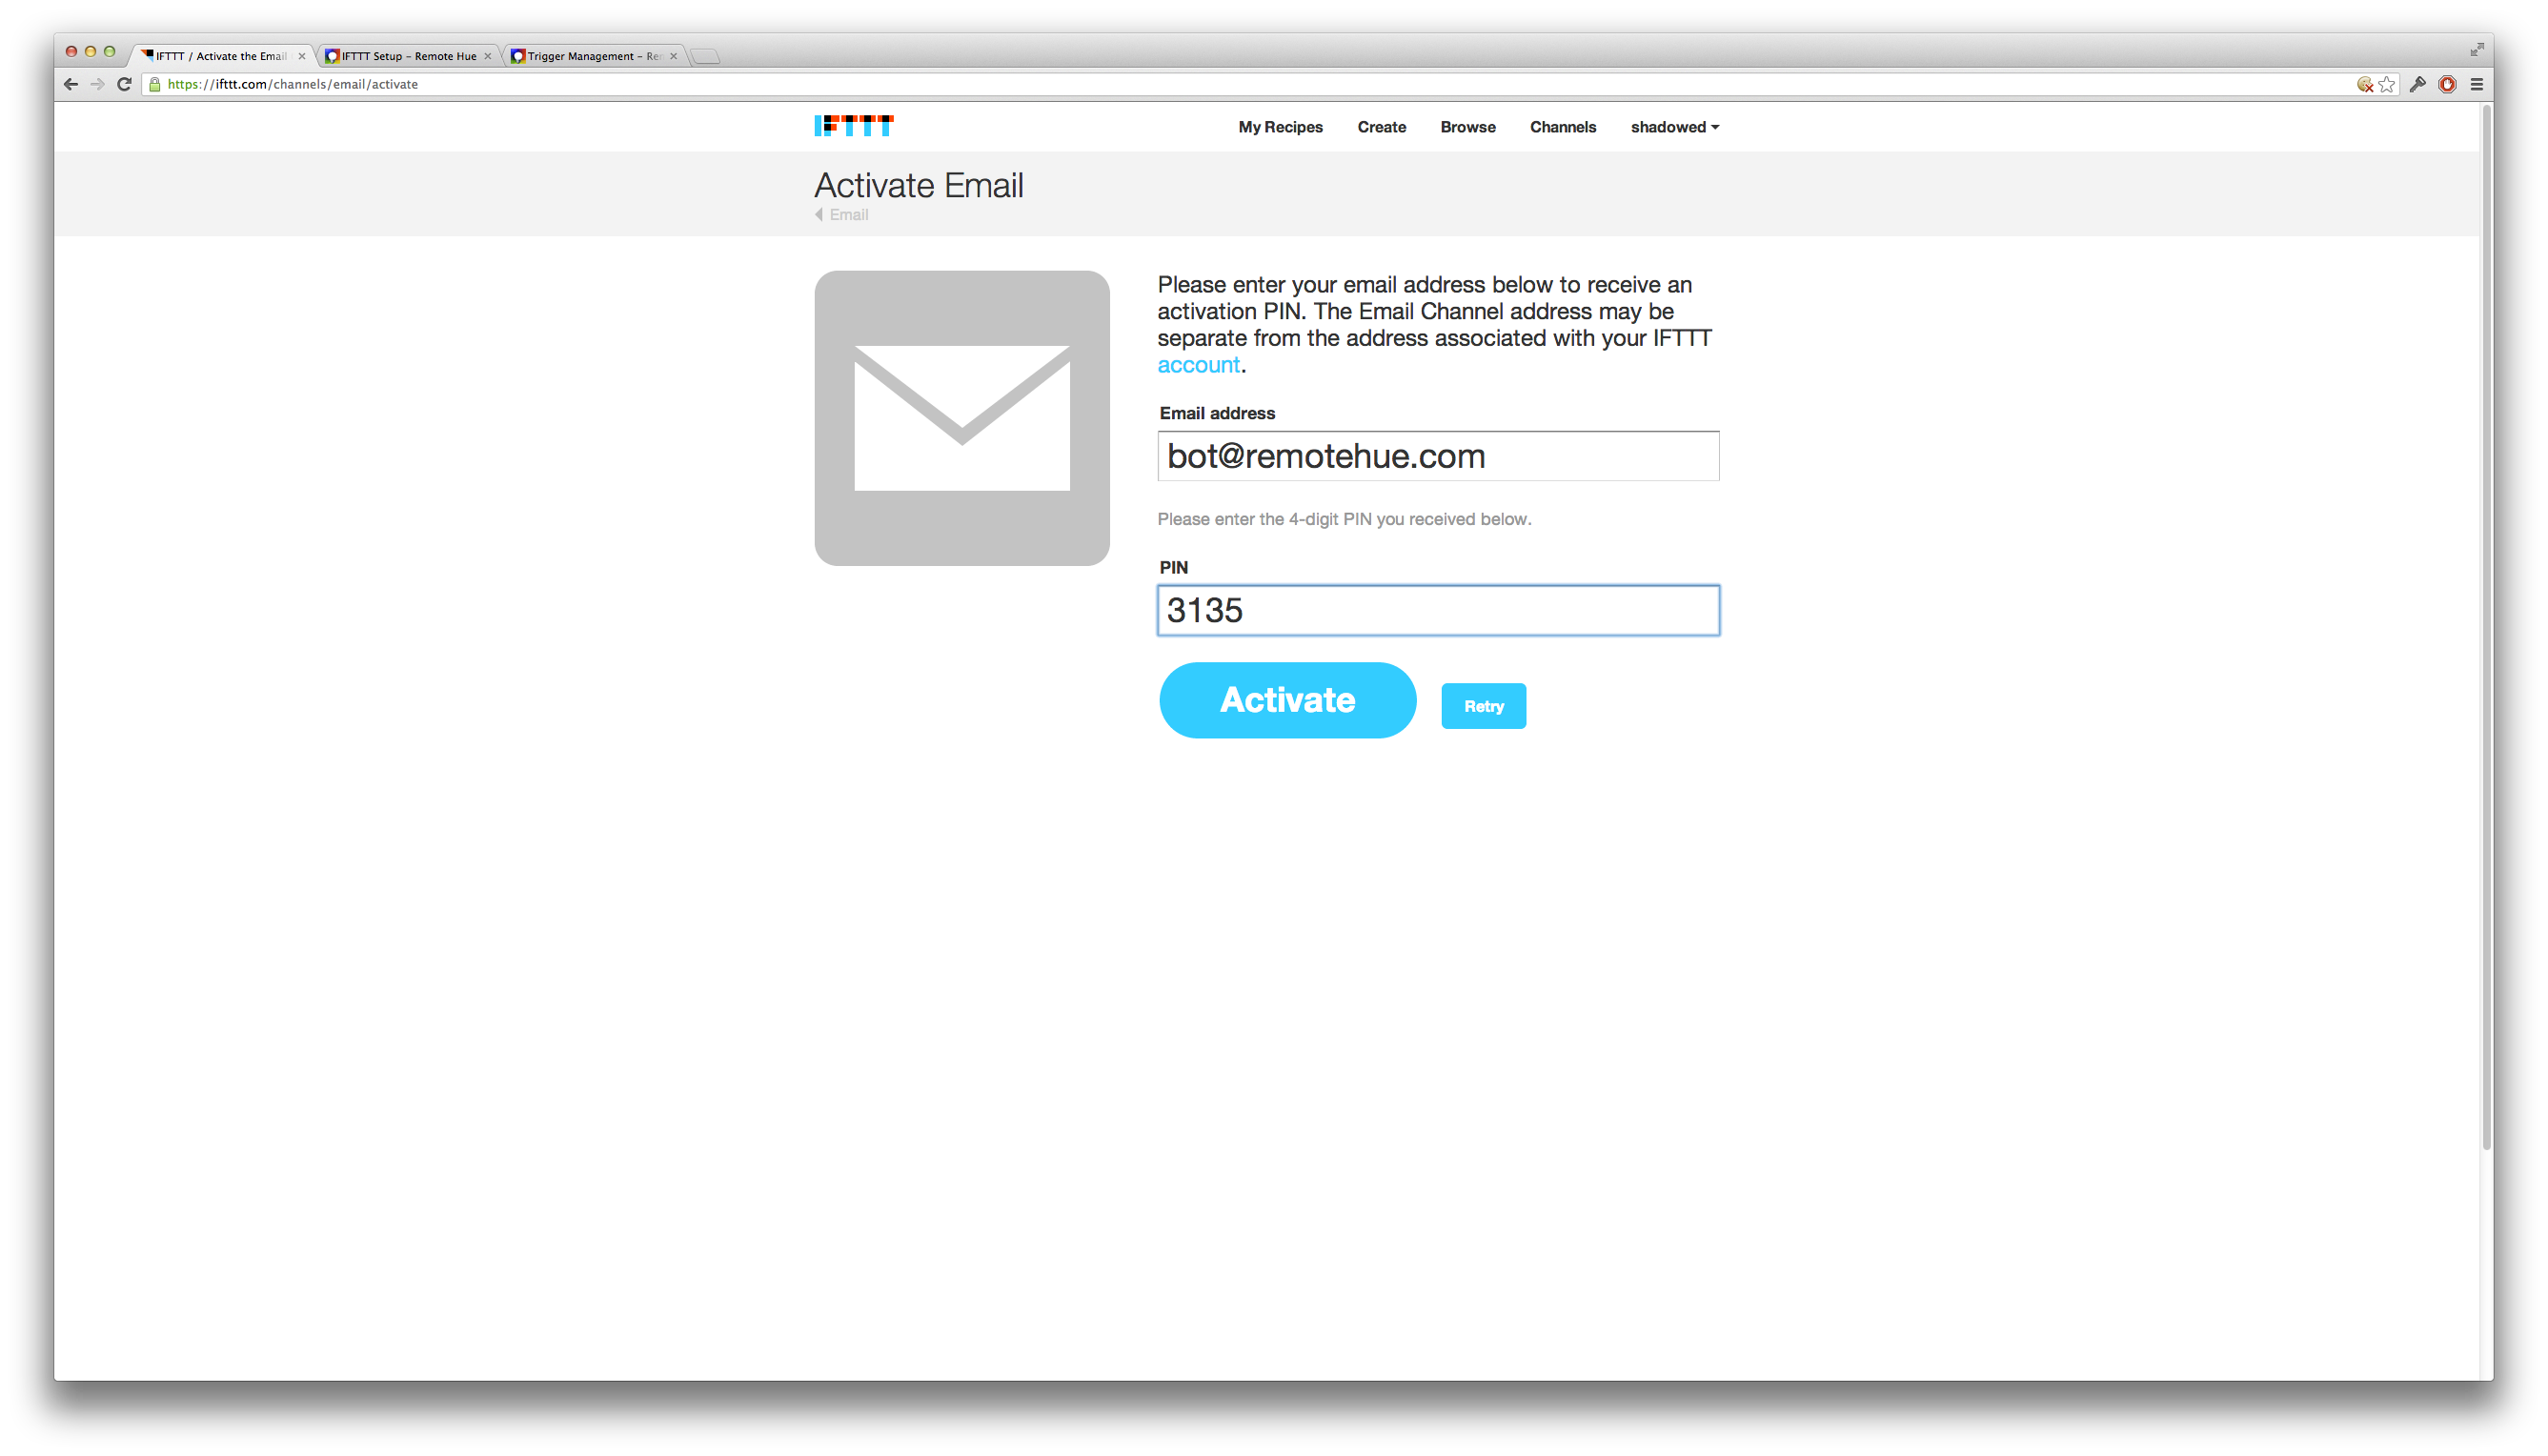 IFTTT / Activate the Email
IFTTT Setup – Remote Hue
Trigger Management – Re
https://ifttt.com/channels/email/activate
IFTTT
My Recipes
Create
Browse
Channels
shadowed
Activate Email
Email
Please enter your email address below to receive an
activation PIN. The Email Channel address may be
separate from the address associated with your IFTTT
account.
Email address
bot@remotehue.com
Please enter the 4-digit PIN you received below.
PIN
3135
Activate
Retry